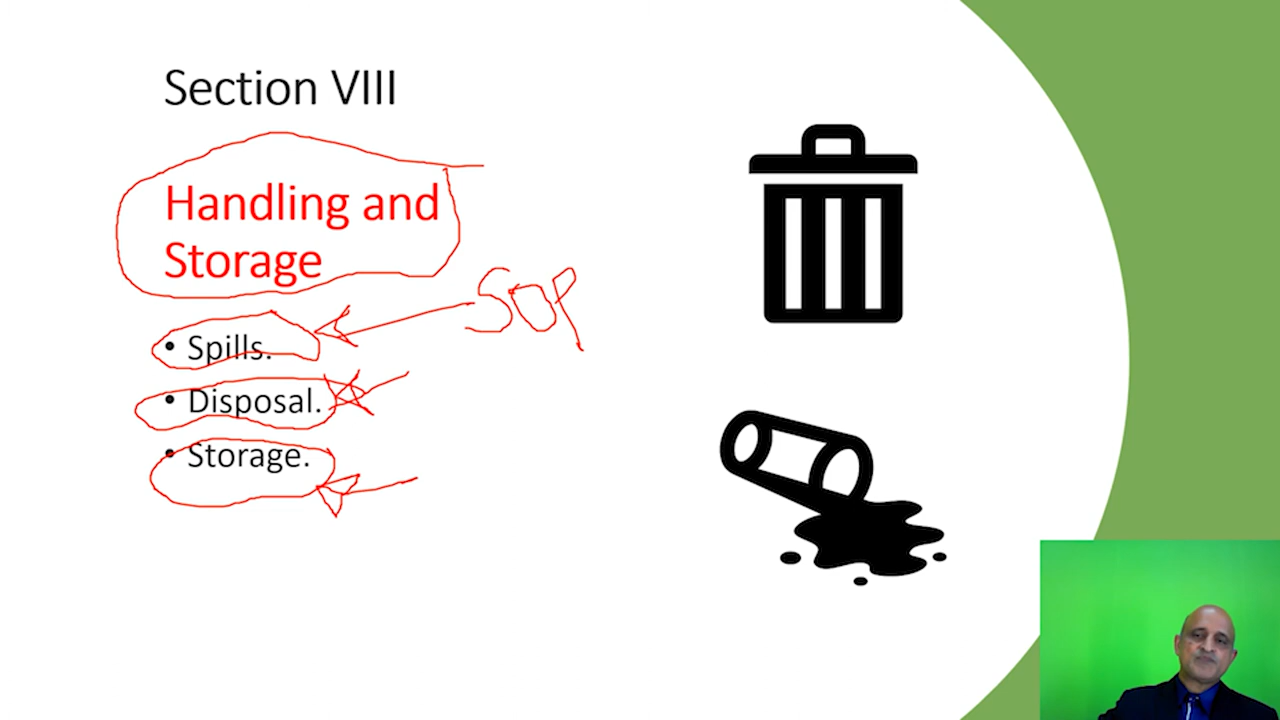 Section VIII
Handling and
Storage
SOP
• Spills.
• Disposal.
• Storage.